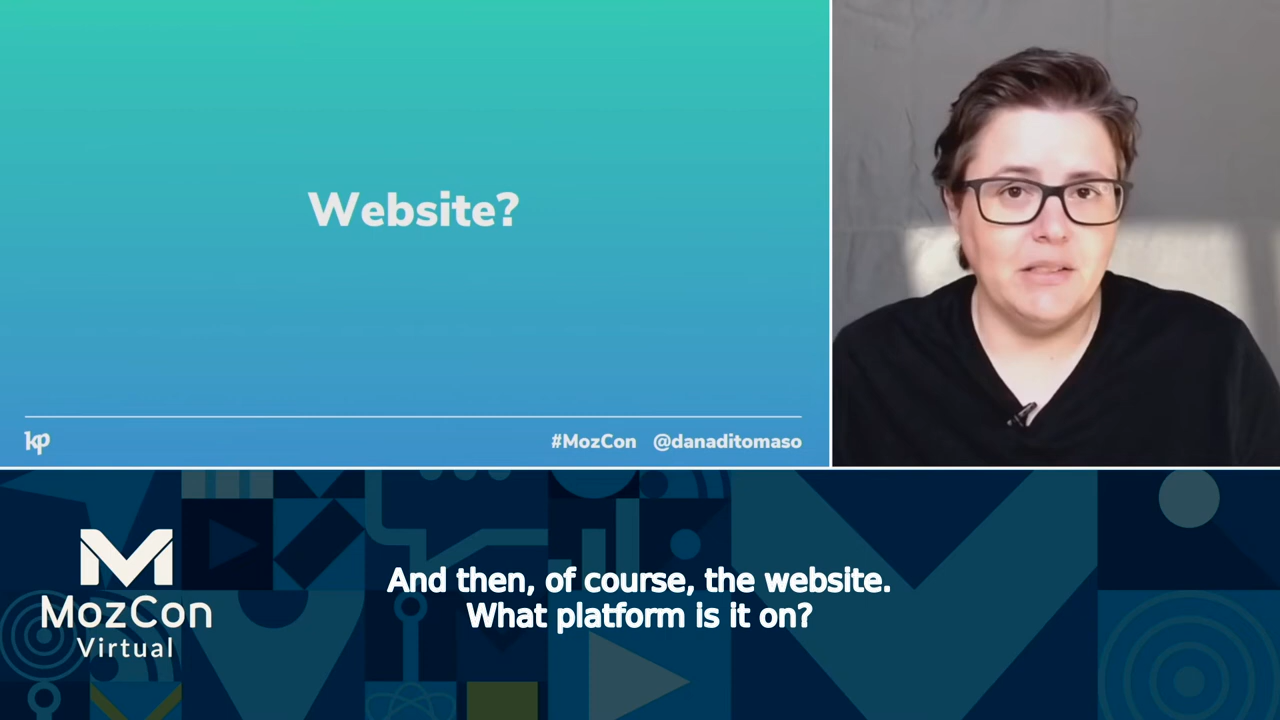 Website?
kp
#MozCon @danaditomaso
And then, of course, the website.
What platform is it on?
M
MozCon
Virtual